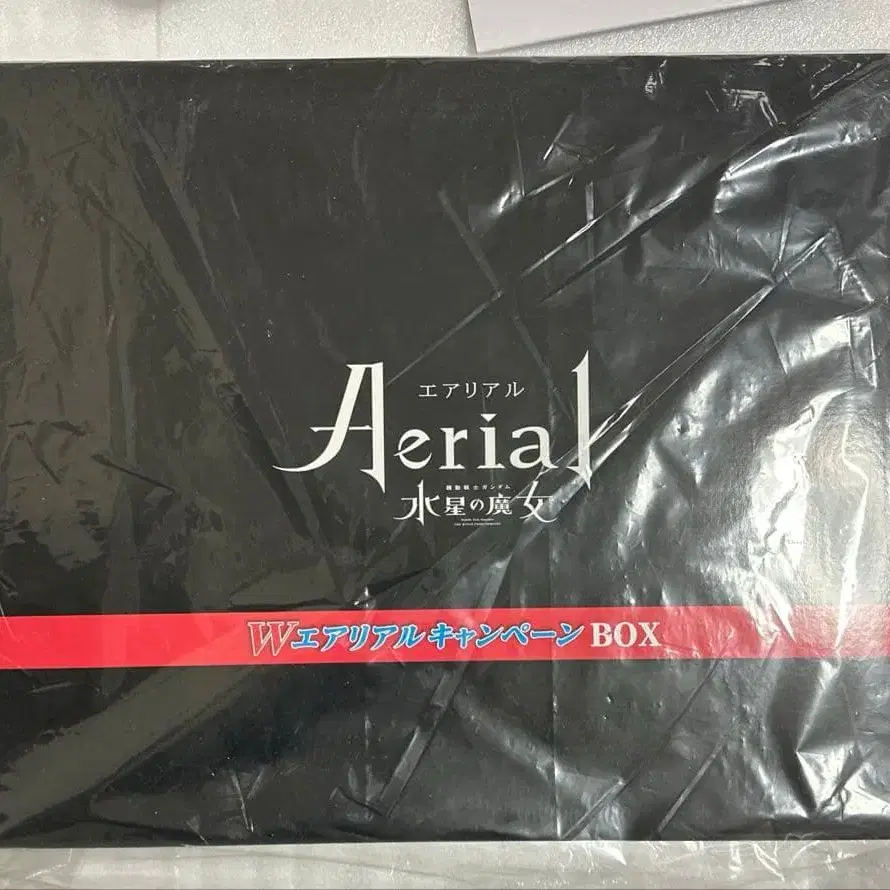 エアリアル
Aerial
機動戦士ガンダム
水星の魔女
Wエアリアルキャンペーン BOX